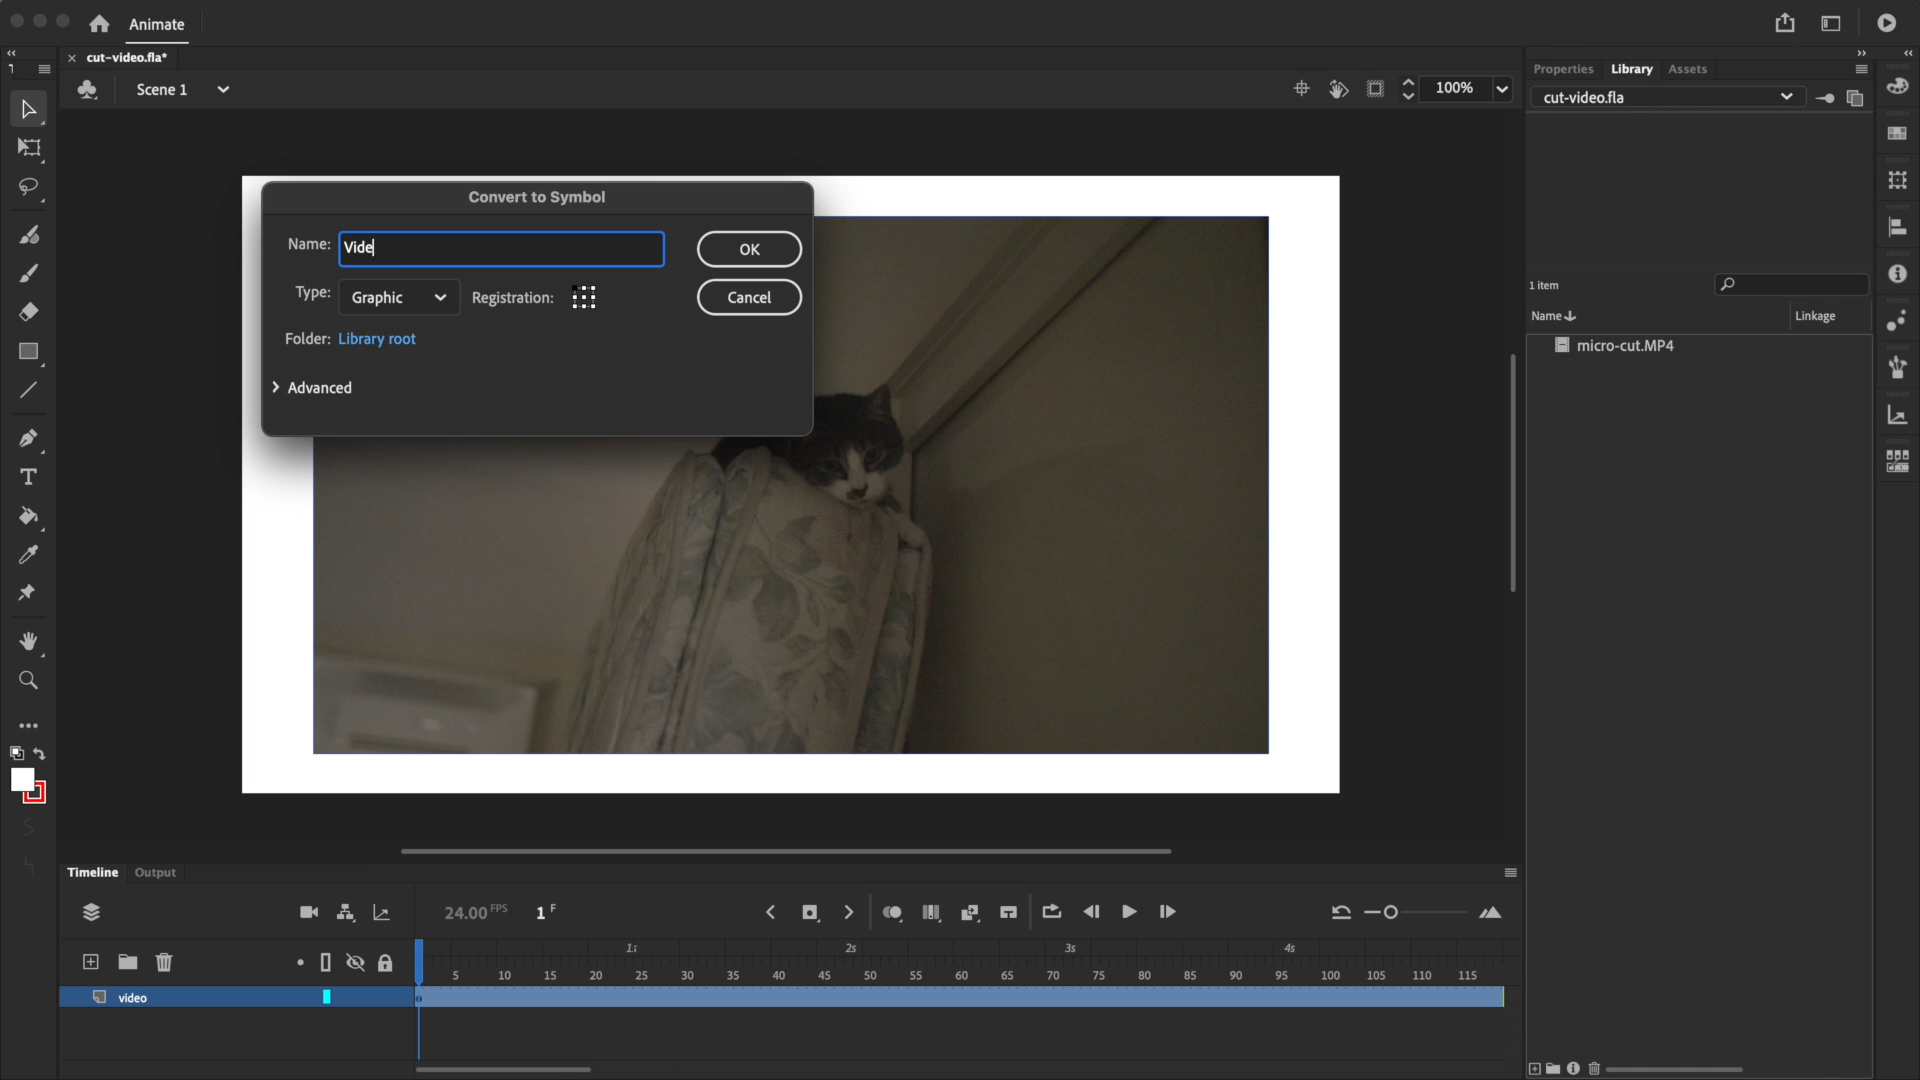 Animate
cut-video.fla*
Scene 1
100%
Properties
Library
Assets
cut-video.fla
Convert to Symbol
Name:
Vide
OK
Type:
Graphic
Registration:
Cancel
Folder:
Library root
Advanced
1 item
Name
Linkage
micro-cut.MP4
Timeline
Output
24.00 FPS
1 F
1s 2s 3s 4s
5 10 15 20 25 30 35 40 45 50 55 60 65 70 75 80 85 90 95 100 105 110 115
video